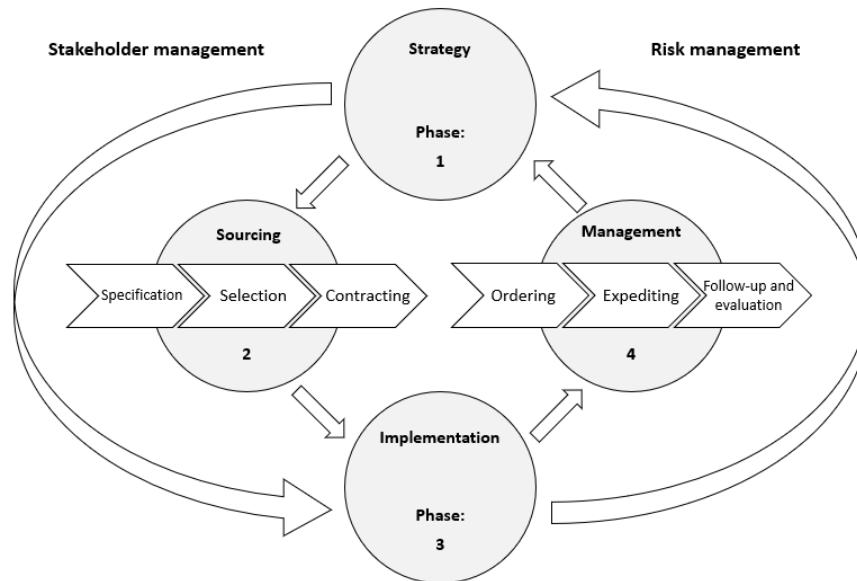 Stakeholder management
Strategy
Risk management
Phase:
1
Sourcing
Management
Specification
Selection
Contracting
Ordering
Expediting
Follow-up and
evaluation
2
4
Implementation
Phase:
3